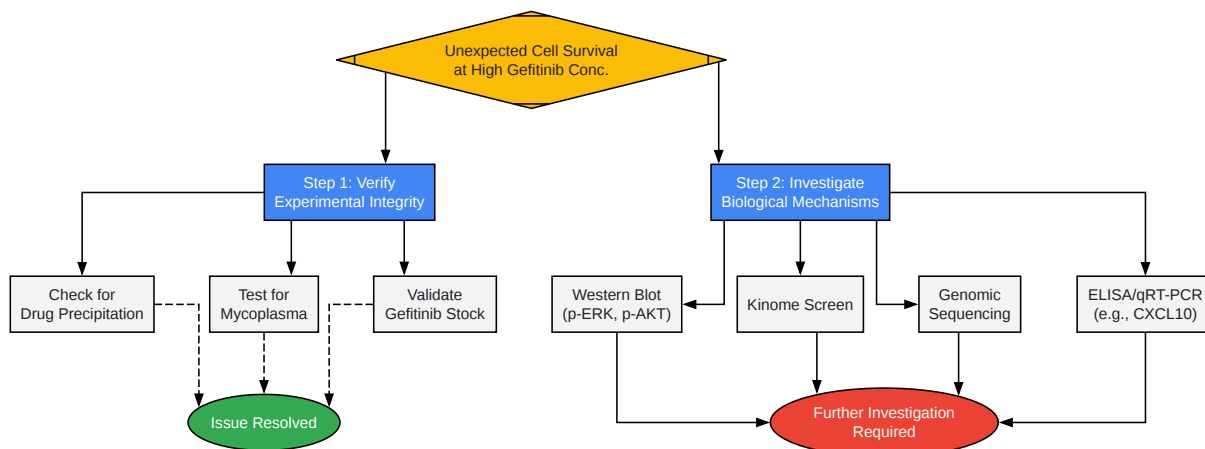 Unexpected Cell Survival
at High Gefitinib Conc.
Step 1: Verify
Experimental Integrity
Step 2: Investigate
Biological Mechanisms
Check for
Drug Precipitation
Test for
Mycoplasma
Validate
Gefitinib Stock
Western Blot
(p-ERK, p-AKT)
Kinome Screen
Genomic
Sequencing
ELISA/qRT-PCR
(e.g., CXCL10)
Issue Resolved
Further Investigation
Required